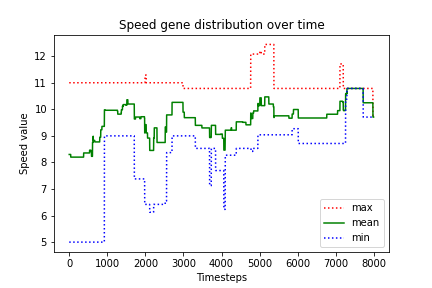 Speed gene distribution over time
12
11
10
9
8
7
6
5
Speed value
0 1000 2000 3000 4000 5000 6000 7000 8000
Timesteps
max
mean
min